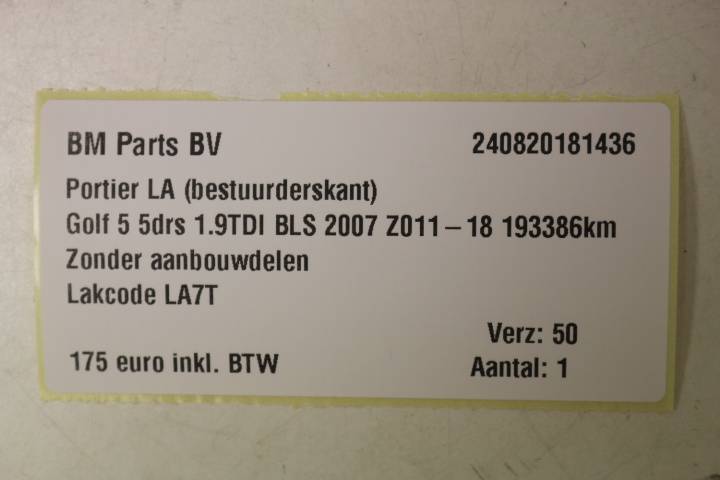 BM Parts BV 240820181436
Portier LA (bestuurderskant)
Golf 5 5drs 1.9TDI BLS 2007 Z011-18 193386km
Zonder aanbouwdelen
Lakcode LA7T
Verz: 50
175 euro inkl. BTW Aantal: 1